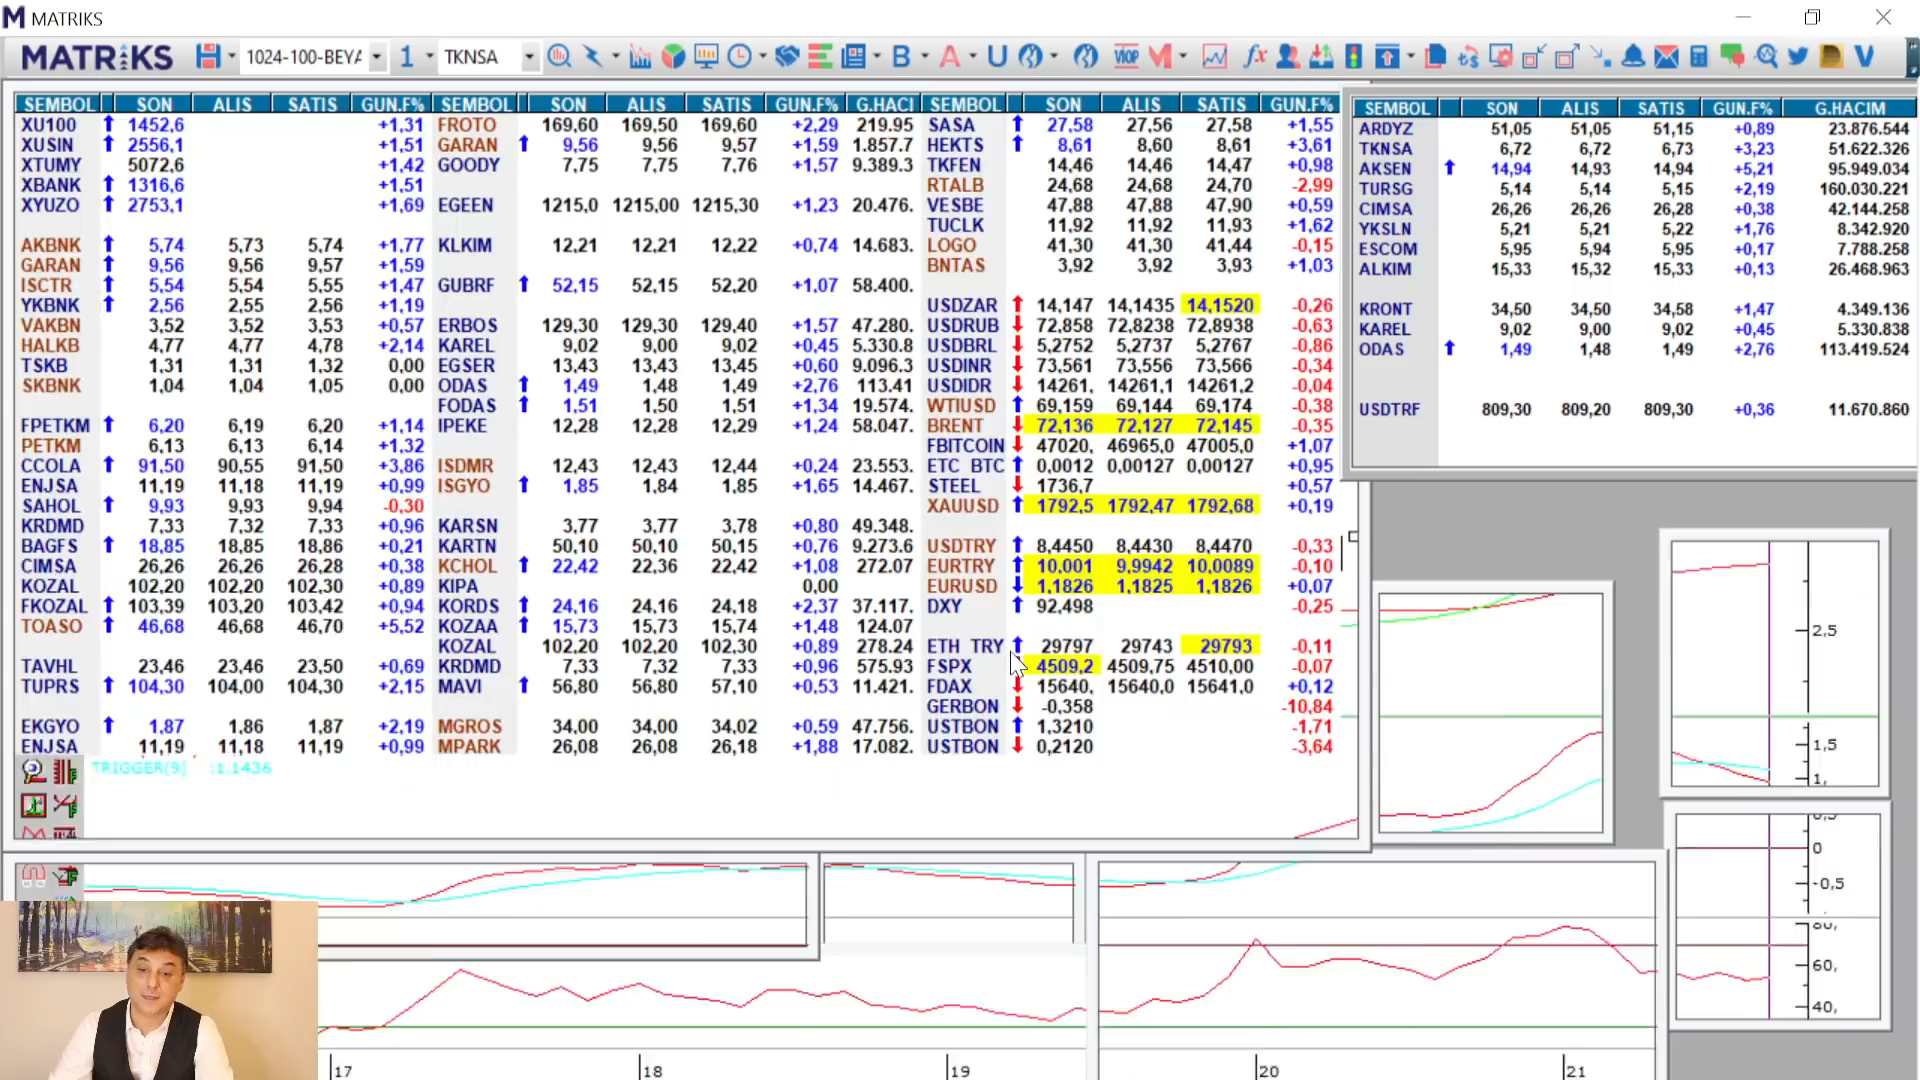 MATRIKS
MATRIKS 1024-100-BEYA 1 TKNSA B A U VIOP M fx V
SEMBOL SON ALIS SATIS GUN.F%
XU100 1452,6 +1,31
XUSIN 2556,1 +1,51
XTUMY 5072,6 +1,42
XBANK 1316,6 +1,51
XYUZO 2753,1 +1,69
AKBNK 5,74 5,73 5,74 +1,77
GARAN 9,56 9,56 9,57 +1,59
ISCTR 5,54 5,54 5,55 +1,47
YKBNK 2,56 2,55 2,56 +1,19
VAKBN 3,52 3,52 3,53 +0,57
HALKB 4,77 4,77 4,78 +2,14
TSKB 1,31 1,31 1,32 0,00
SKBNK 1,04 1,04 1,05 0,00
FPETKM 6,20 6,19 6,20 +1,14
PETKM 6,13 6,13 6,14 +1,32
CCOLA 91,50 90,55 91,50 +3,86
ENJSA 11,19 11,18 11,19 +0,99
SAHOL 9,93 9,93 9,94 -0,30
KRDMD 7,33 7,32 7,33 +0,96
BAGFS 18,85 18,85 18,86 +0,21
CIMSA 26,26 26,26 26,28 +0,38
KOZAL 102,20 102,20 102,30 +0,89
FKOZAL 103,39 103,20 103,42 +0,94
TOASO 46,68 46,68 46,70 +5,52
TAVHL 23,46 23,46 23,50 +0,69
TUPRS 104,30 104,00 104,30 +2,15
EKGYO 1,87 1,86 1,87 +2,19
ENJSA 11,19 11,18 11,19 +0,99
TRIGGER(9) :1.1436
SEMBOL SON ALIS SATIS GUN.F% G.HACI
FROTO 169,60 169,50 169,60 +2,29 219.95
GARAN 9,56 9,56 9,57 +1,59 1.857.7
GOODY 7,75 7,75 7,76 +1,57 9.389.3
EGEEN 1215,0 1215,00 1215,30 +1,23 20.476.
KLKIM 12,21 12,21 12,22 +0,74 14.683.
GUBRF 52,15 52,15 52,20 +1,07 58.400.
ERBOS 129,30 129,30 129,40 +1,57 47.280.
KAREL 9,02 9,00 9,02 +0,45 5.330.8
EGSER 13,43 13,43 13,45 +0,60 9.096.3
ODAS 1,49 1,48 1,49 +2,76 113.41
FODAS 1,51 1,50 1,51 +1,34 19.574.
IPEKE 12,28 12,28 12,29 +1,24 58.047.
ISDMR 12,43 12,43 12,44 +0,24 23.553.
ISGYO 1,85 1,84 1,85 +1,65 14.467.
KARSN 3,77 3,77 3,78 +0,80 49.348.
KARTN 50,10 50,10 50,15 +0,76 9.273.6
KCHOL 22,42 22,36 22,42 +1,08 272.07
KIPA 0,00
KORDS 24,16 24,16 24,18 +2,37 37.117.
KOZAA 15,73 15,73 15,74 +1,48 124.07
KOZAL 102,20 102,20 102,30 +0,89 278.24
KRDMD 7,33 7,32 7,33 +0,96 575.93
MAVI 56,80 56,80 57,10 +0,53 11.421.
MGROS 34,00 34,00 34,02 +0,59 47.756.
MPARK 26,08 26,08 26,18 +1,88 17.082.
SEMBOL SON ALIS SATIS GUN.F%
SASA 27,58 27,56 27,58 +1,55
HEKTS 8,61 8,60 8,61 +3,61
TKFEN 14,46 14,46 14,47 +0,98
RTALB 24,68 24,68 24,70 -2,99
VESBE 47,88 47,88 47,90 +0,59
TUCLK 11,92 11,92 11,93 +1,62
LOGO 41,30 41,30 41,44 -0,15
BNTAS 3,92 3,92 3,93 +1,03
USDZAR 14,147 14,1435 14,1520 -0,26
USDRUB 72,858 72,8238 72,8938 -0,63
USDBRL 5,2752 5,2737 5,2767 -0,86
USDINR 73,561 73,556 73,566 -0,34
USDIDR 14261, 14261,1 14261,2 -0,04
WTIUSD 69,159 69,144 69,174 -0,38
BRENT 72,136 72,127 72,145 -0,35
FBITCOIN 47020, 46965,0 47005,0 +1,07
ETC BTC 0,0012 0,00127 0,00127 +0,95
STEEL 1736,7 +0,57
XAUUSD 1792,5 1792,47 1792,68 +0,19
USDTRY 8,4450 8,4430 8,4470 -0,33
EURTRY 10,001 9,9942 10,0089 -0,10
EURUSD 1,1826 1,1825 1,1826 +0,07
DXY 92,498 -0,25
ETH TRY 29797 29743 29793 -0,11
FSPX 4509,2 4509,75 4510,00 -0,07
FDAX 15640, 15640,0 15641,0 +0,12
GERBON -0,358 -10,84
USTBON 1,3210 -1,71
USTBON 0,2120 -3,64
SEMBOL SON ALIS SATIS GUN.F% G.HACIM
ARDYZ 51,05 51,05 51,15 +0,89 23.876.544
TKNSA 6,72 6,72 6,73 +3,23 51.622.326
AKSEN 14,94 14,93 14,94 +5,21 95.949.034
TURSG 5,14 5,14 5,15 +2,19 160.030.221
CIMSA 26,26 26,26 26,28 +0,38 42.144.258
YKSLN 5,21 5,21 5,22 +1,76 8.342.920
ESCOM 5,95 5,94 5,95 +0,17 7.788.258
ALKIM 15,33 15,32 15,33 +0,13 26.468.963
KRONT 34,50 34,50 34,58 +1,47 4.349.136
KAREL 9,02 9,00 9,02 +0,45 5.330.838
ODAS 1,49 1,48 1,49 +2,76 113.419.524
USDTRF 809,30 809,20 809,30 +0,36 11.670.860
2,5
1,5
1,
0
-0,5
60,
40,
17 18 19 20 21